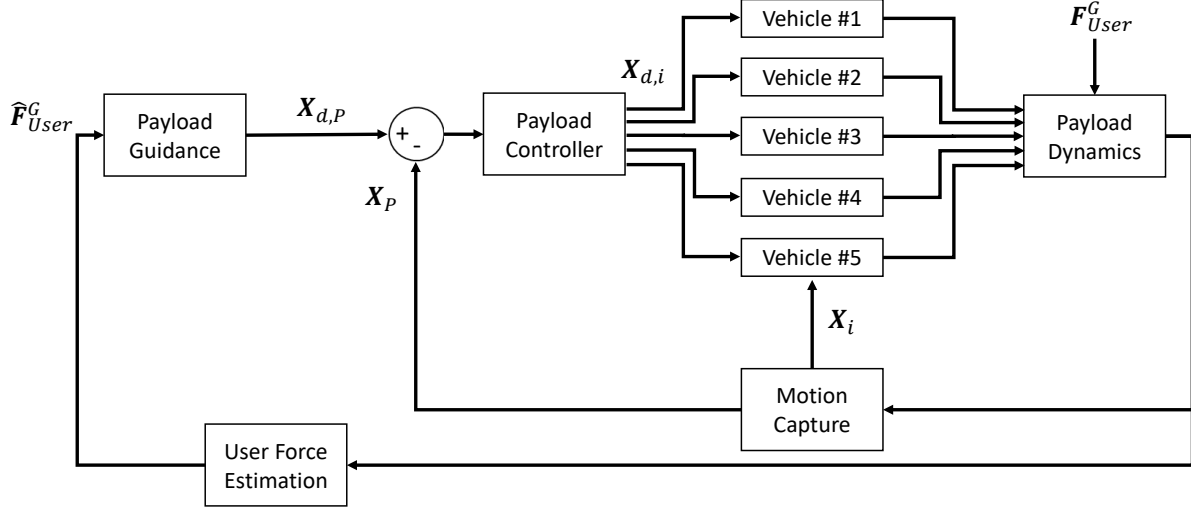 Vehicle #1
𝑭ᴳ_User
𝑿_d,i
Vehicle #2
𝑭̂ᴳ_User
Payload
Guidance
𝑿_d,P
+
-
Payload
Controller
Vehicle #3
Payload
Dynamics
𝑿_P
Vehicle #4
Vehicle #5
𝑿_i
Motion
Capture
User Force
Estimation